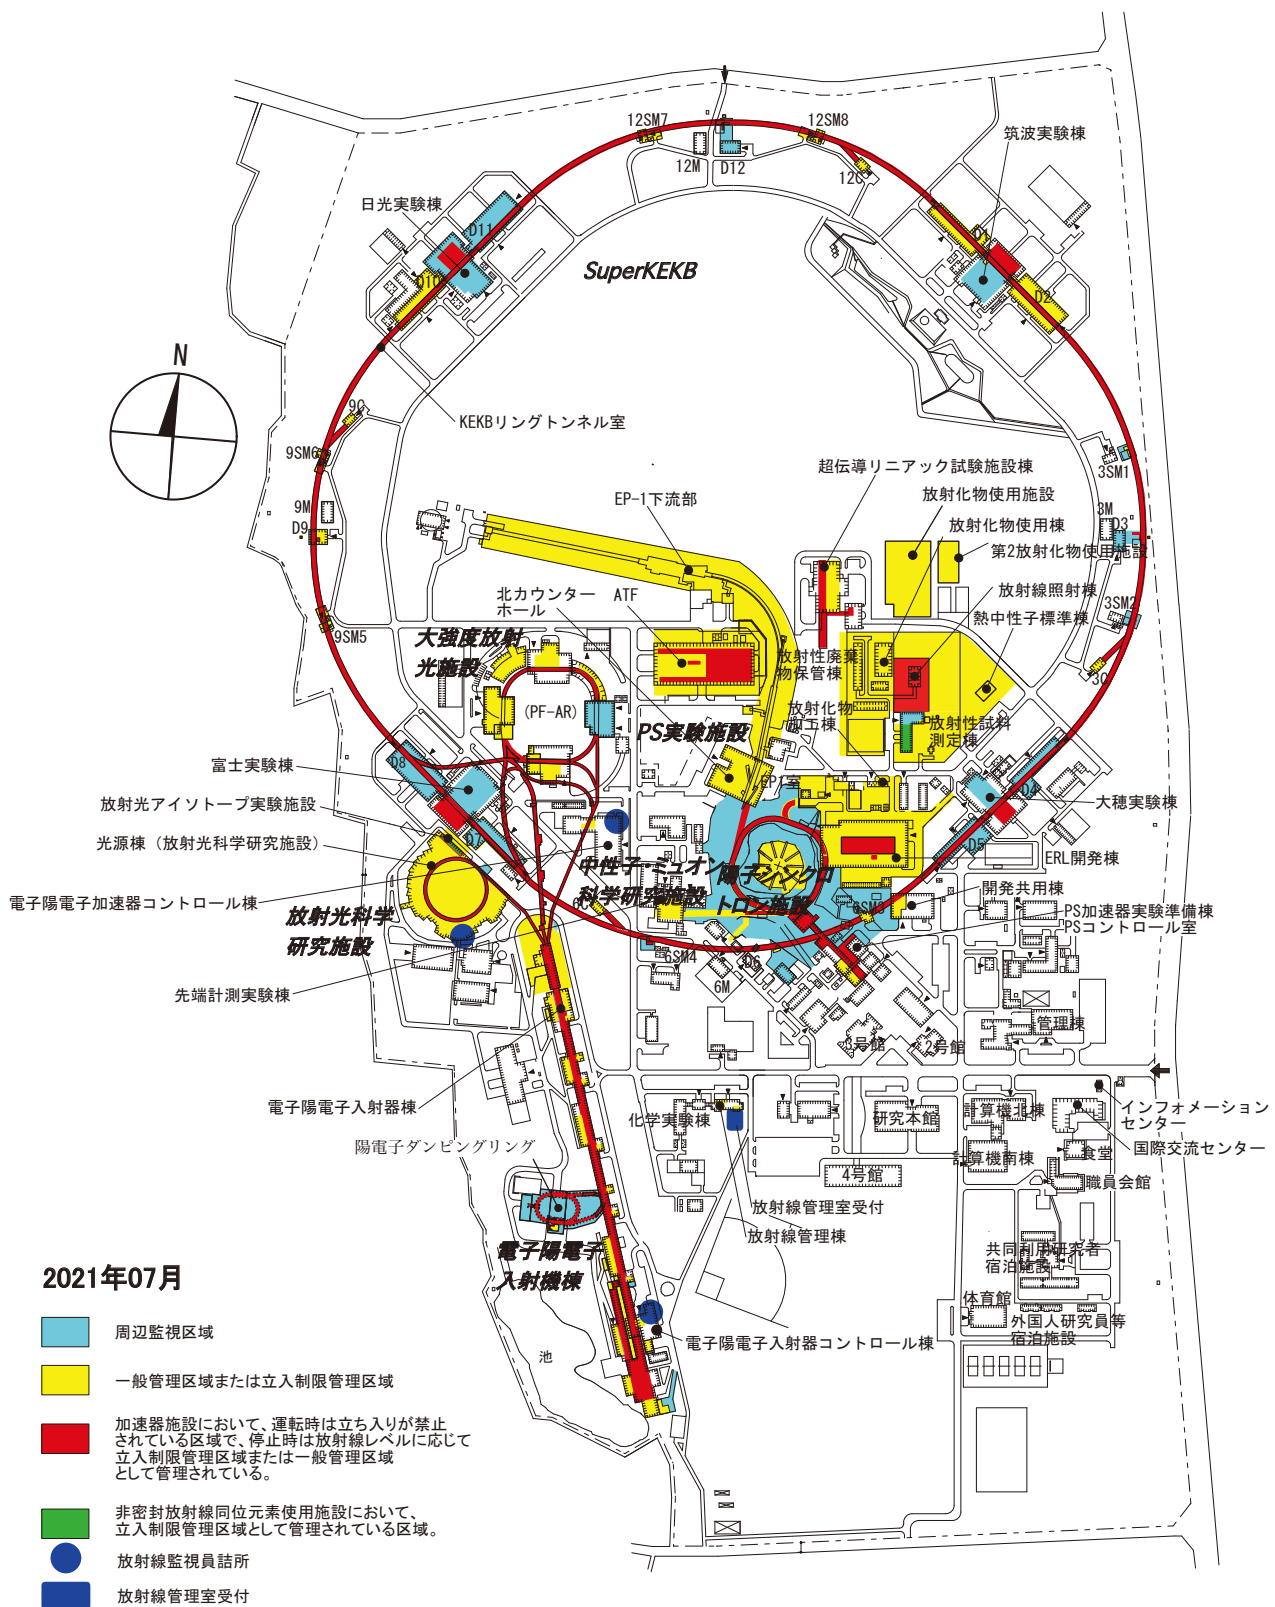 12SM7
12SM8
筑波実験棟
12M
D12
12C
日光実験棟
D11
D1
SuperKEKB
D10
D2
N
9C
KEKBリングトンネル室
9SM6
超伝導リニアック試験施設棟
3SM1
放射化物使用施設
EP-1下流部
9M
3M
D9
放射化物使用棟
D3
第2放射化物使用施設
北カウンター
ホール
ATF
放射線照射棟
3SM2
熱中性子標準棟
9SM5
大強度放射
光施設
放射性廃棄
物保管棟
3C
(PF-AR)
放射化物
加工棟
PS実験施設
放射性試料
測定棟
富士実験棟
D8
EP1室
D4
大穂実験棟
放射光アイソトープ実験施設
光源棟（放射光科学研究施設）
D7
D5
ERL開発棟
中性子・ミュオン
科学研究施設
陽子シンクロ
トロン施設
開発共用棟
電子陽電子加速器コントロール棟
6C
6SM3
放射光科学
研究施設
PS加速器実験準備棟
PSコントロール室
6SM4
D6
6M
先端計測実験棟
管理棟
3号館
2号館
電子陽電子入射器棟
化学実験棟
研究本館
計算機北棟
インフォメーション
センター
陽電子ダンピングリング
計算機南棟
食堂
国際交流センター
4号館
職員会館
放射線管理室受付
放射線管理棟
電子陽電子
入射機棟
共同利用研究者
宿泊施設
2021年07月
体育館
外国人研究員等
宿泊施設
周辺監視区域
電子陽電子入射器コントロール棟
池
一般管理区域または立入制限管理区域
加速器施設において、運転時は立ち入りが禁止
されている区域で、停止時は放射線レベルに応じて
立入制限管理区域または一般管理区域
として管理されている。
非密封放射線同位元素使用施設において、
立入制限管理区域として管理されている区域。
放射線監視員詰所
放射線管理室受付